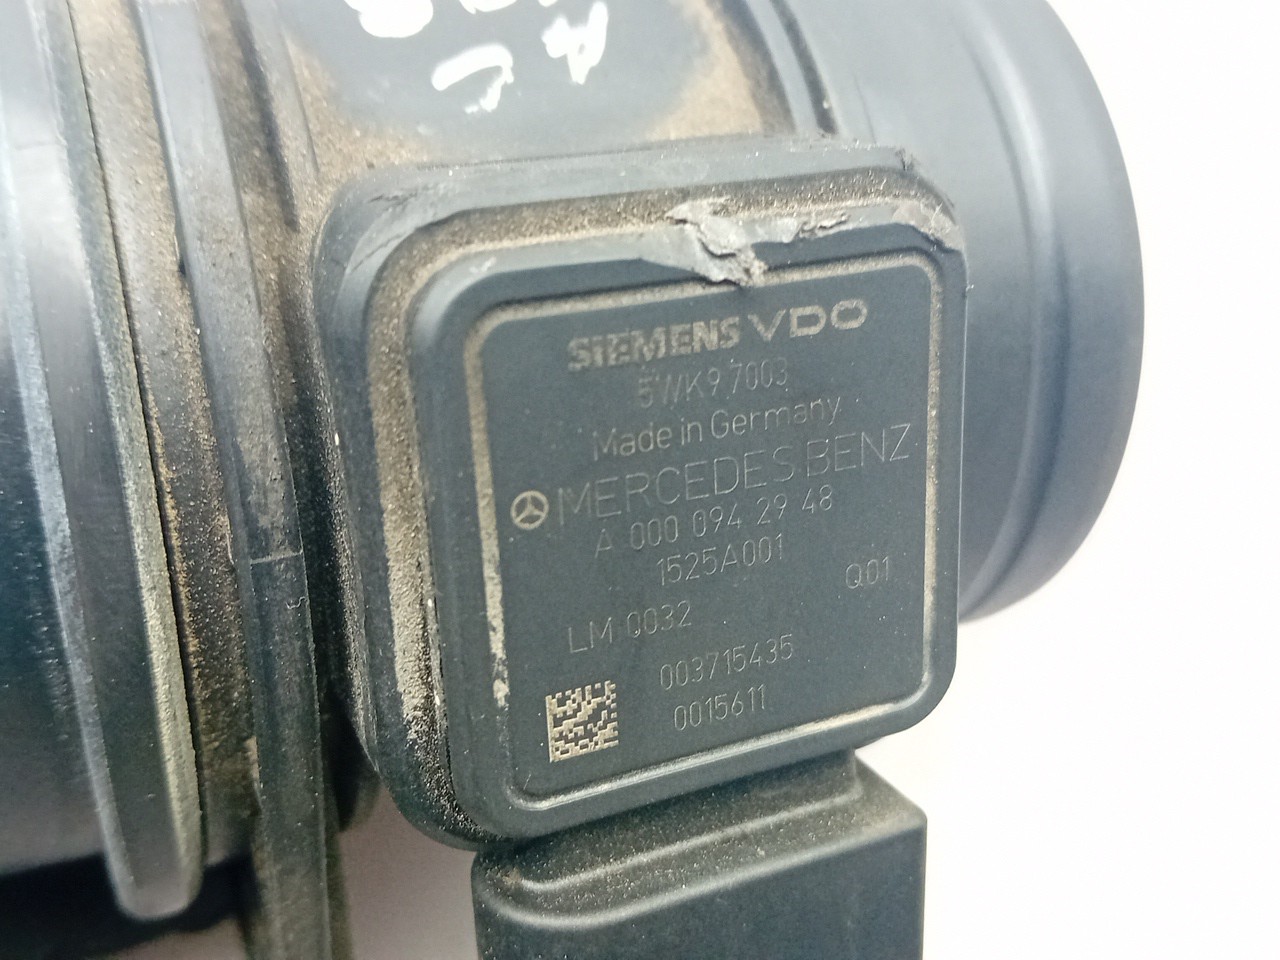 SIEMENS VDO
5WK9 7003
Made in Germany
MERCEDES BENZ
A 000 094 29 48
1525A001
Q01
LM 0032
003715435
0015611